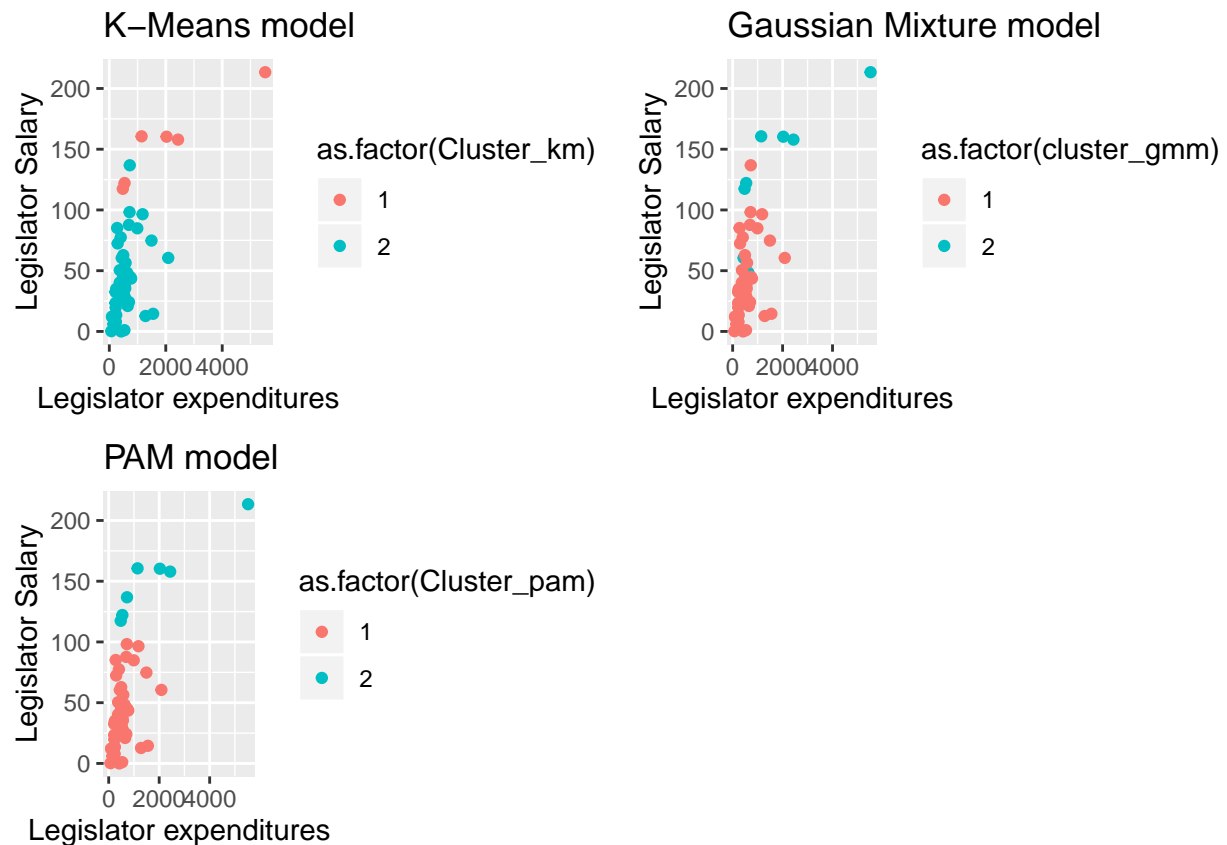 K−Means model
Legislator Salary
200
150
100
50
0
0 2000 4000
Legislator expenditures
as.factor(Cluster_km)
1
2
Gaussian Mixture model
Legislator Salary
200
150
100
50
0
0 2000 4000
Legislator expenditures
as.factor(cluster_gmm)
1
2
PAM model
Legislator Salary
200
150
100
50
0
0 2000 4000
Legislator expenditures
as.factor(Cluster_pam)
1
2